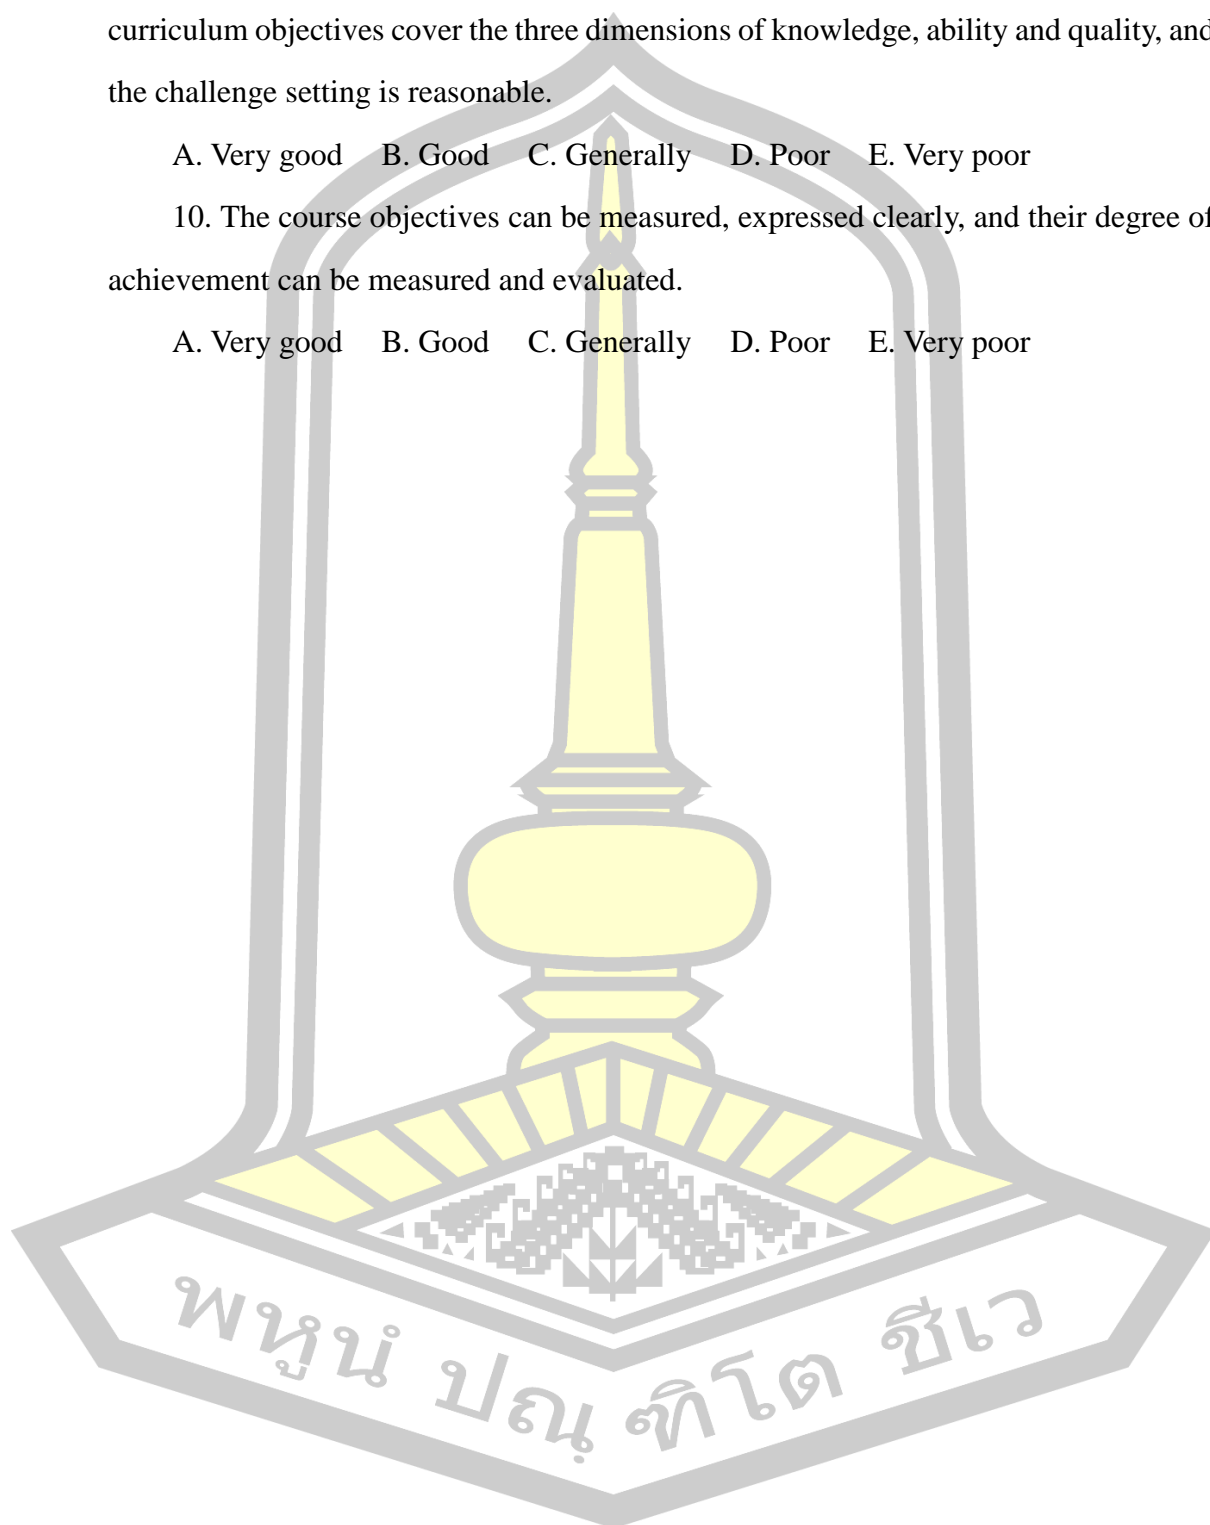 curriculum objectives cover the three dimensions of knowledge, ability and quality, and
the challenge setting is reasonable.
A. Very good B. Good C. Generally D. Poor E. Very poor
10. The course objectives can be measured, expressed clearly, and their degree of
achievement can be measured and evaluated.
A. Very good B. Good C. Generally D. Poor E. Very poor
พหูนํ ปณฺฑิโต ชีเว